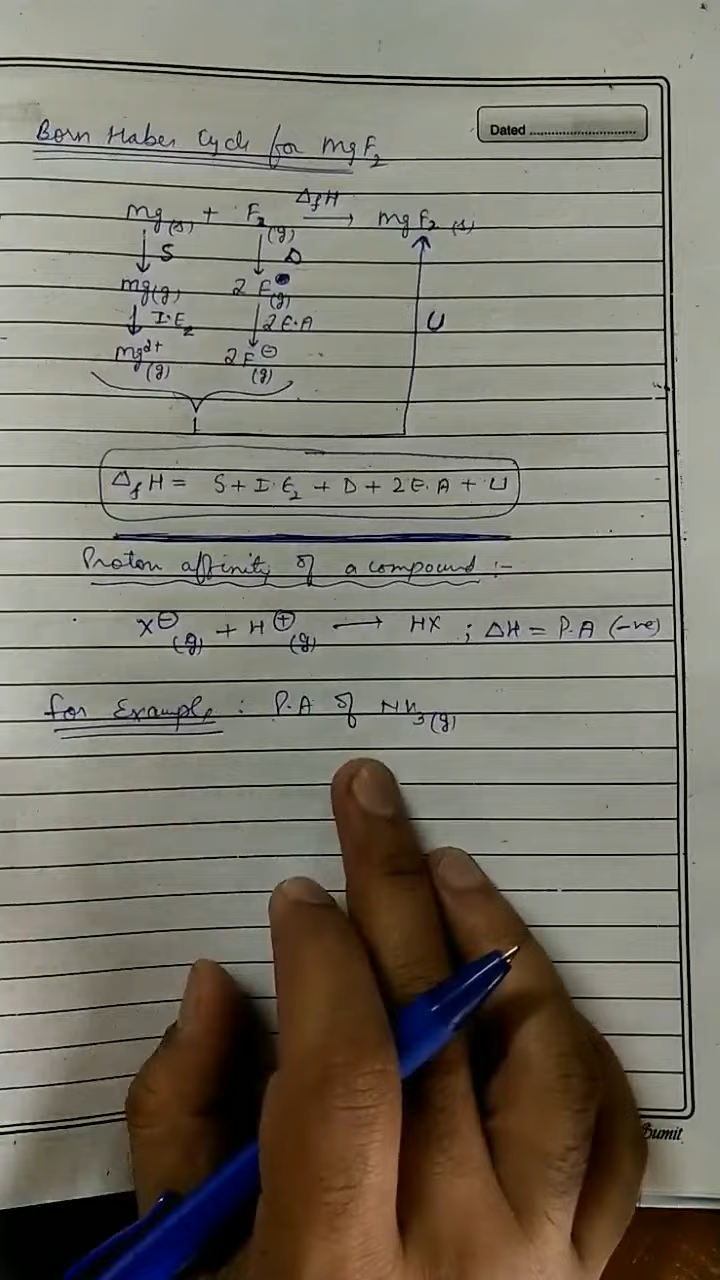 Dated
Born Haber Cycle for MgF₂
Mg(s) + F₂(g) ΔfH → MgF₂(s)
↓ S ↓ D
Mg(g) 2F(g)
↓ I.E₂ ↓ 2E.A U
Mg²⁺(g) 2F⊖(g)
ΔfH = S + I.E₂ + D + 2E.A + U
Proton affinity of a compound :-
X⊖(g) + H⊕(g) → HX ; ΔH = P.A (-ve)
for Example : P.A of NH₃(g)
Sumit